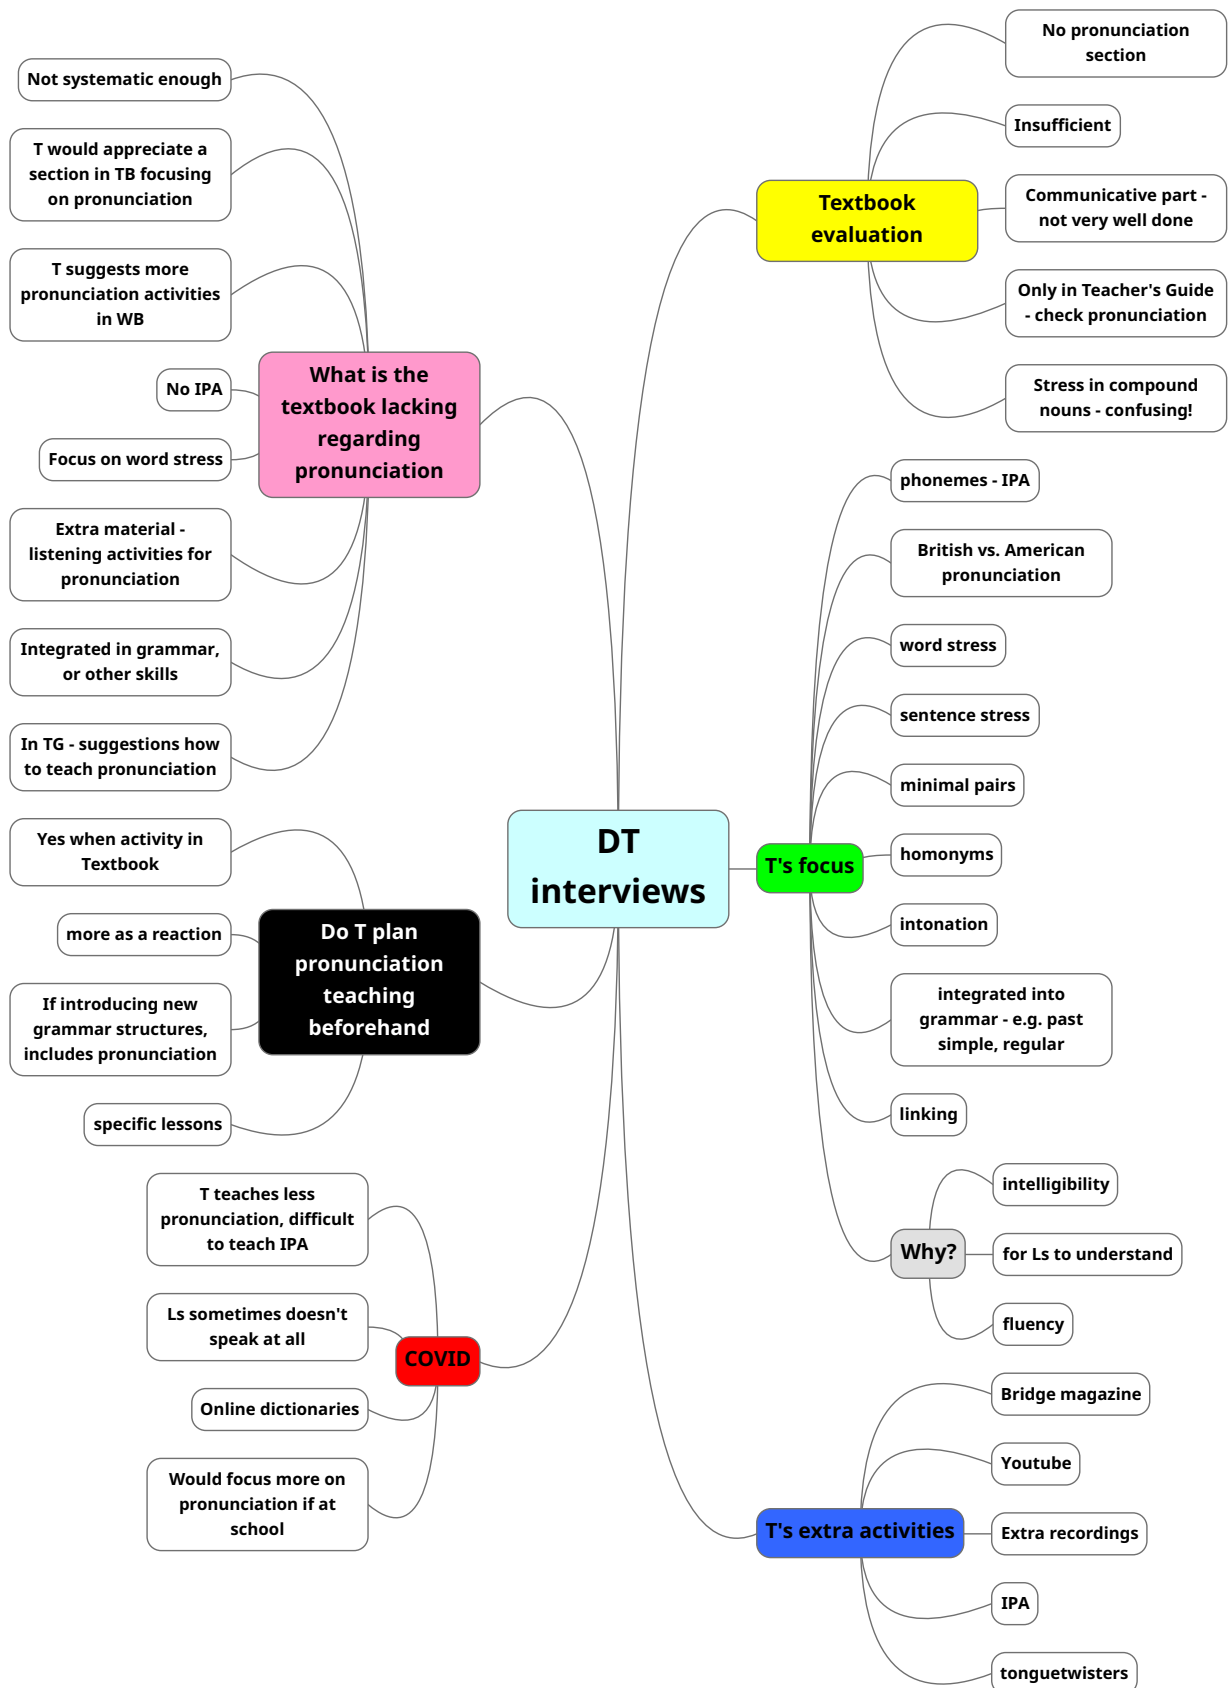 DT
interviews
Textbook
evaluation
No pronunciation
section
Insufficient
Communicative part -
not very well done
Only in Teacher's Guide
- check pronunciation
Stress in compound
nouns - confusing!
T's focus
phonemes - IPA
British vs. American
pronunciation
word stress
sentence stress
minimal pairs
homonyms
intonation
integrated into
grammar - e.g. past
simple, regular
linking
Why?
intelligibility
for Ls to understand
fluency
T's extra activities
Bridge magazine
Youtube
Extra recordings
IPA
tonguetwisters
What is the
textbook lacking
regarding
pronunciation
Not systematic enough
T would appreciate a
section in TB focusing
on pronunciation
T suggests more
pronunciation activities
in WB
No IPA
Focus on word stress
Extra material -
listening activities for
pronunciation
Integrated in grammar,
or other skills
In TG - suggestions how
to teach pronunciation
Do T plan
pronunciation
teaching
beforehand
Yes when activity in
Textbook
more as a reaction
If introducing new
grammar structures,
includes pronunciation
specific lessons
COVID
T teaches less
pronunciation, difficult
to teach IPA
Ls sometimes doesn't
speak at all
Online dictionaries
Would focus more on
pronunciation if at
school